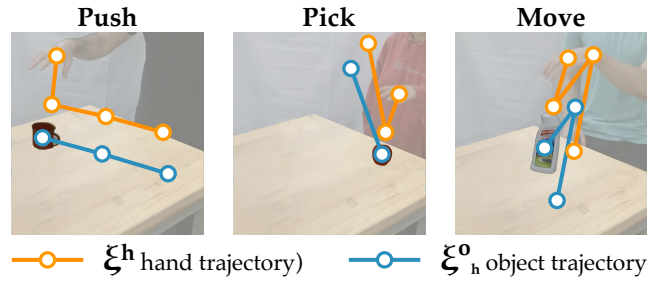 Push Pick Move
ξʰ hand trajectory) ξᵒₕ object trajectory